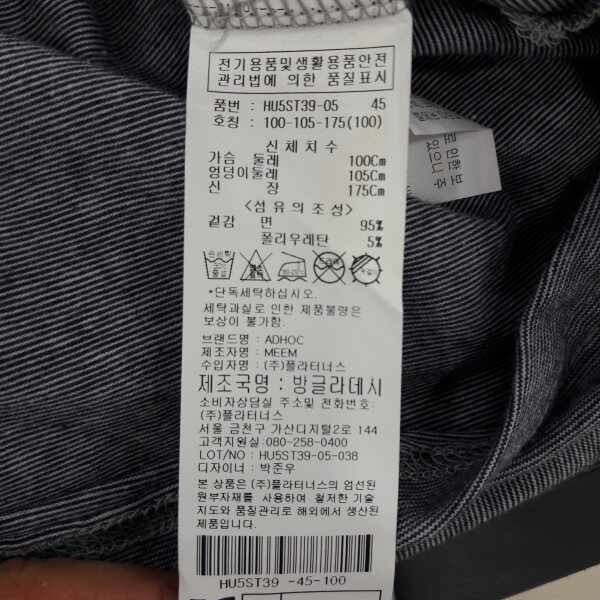 전기용품및생활용품안전
관리법에 의한 품질표시
품번 : HU5ST39-05 45
호칭 : 100-105-175(100)
신체치수
가슴 둘레 100Cm
엉덩이둘레 105Cm
신 장 175Cm
<섬유의조성>
겉감 면 95%
폴리우레탄 5%
*단독세탁하십시오.
세탁과실로 인한 제품불량은
보상이 불가함.
브랜드명 : ADHOC
제조자명 : MEEM
수입자명 : (주)플라터너스
제조국명 : 방글라데시
소비자상담실 주소및 전화번호:
(주)플라터너스
서울 금천구 가산디지털2로 144
고객지원실:080-258-0400
LOT/NO : HU5ST39-05-038
디자이너 : 박준우
본 상품은 (주)플라터너스의 엄선된
원부자재를 사용하여 철저한 기술
지도와 품질관리로 해외에서 생산된
제품입니다.
HU5ST39 -45-100
로 인한 보
있으니 주